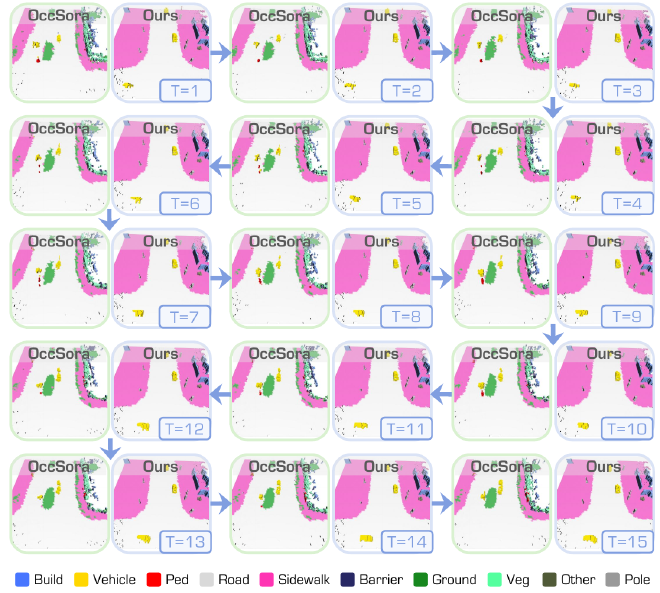 OccSora Ours OccSora Ours OccSora Ours
T=1 T=2 T=3
OccSora Ours OccSora Ours OccSora Ours
T=6 T=5 T=4
OccSora Ours OccSora Ours OccSora Ours
T=7 T=8 T=9
OccSora Ours OccSora Ours OccSora Ours
T=12 T=11 T=10
OccSora Ours OccSora Ours OccSora Ours
T=13 T=14 T=15
Build Vehicle Ped Road Sidewalk Barrier Ground Veg Other Pole